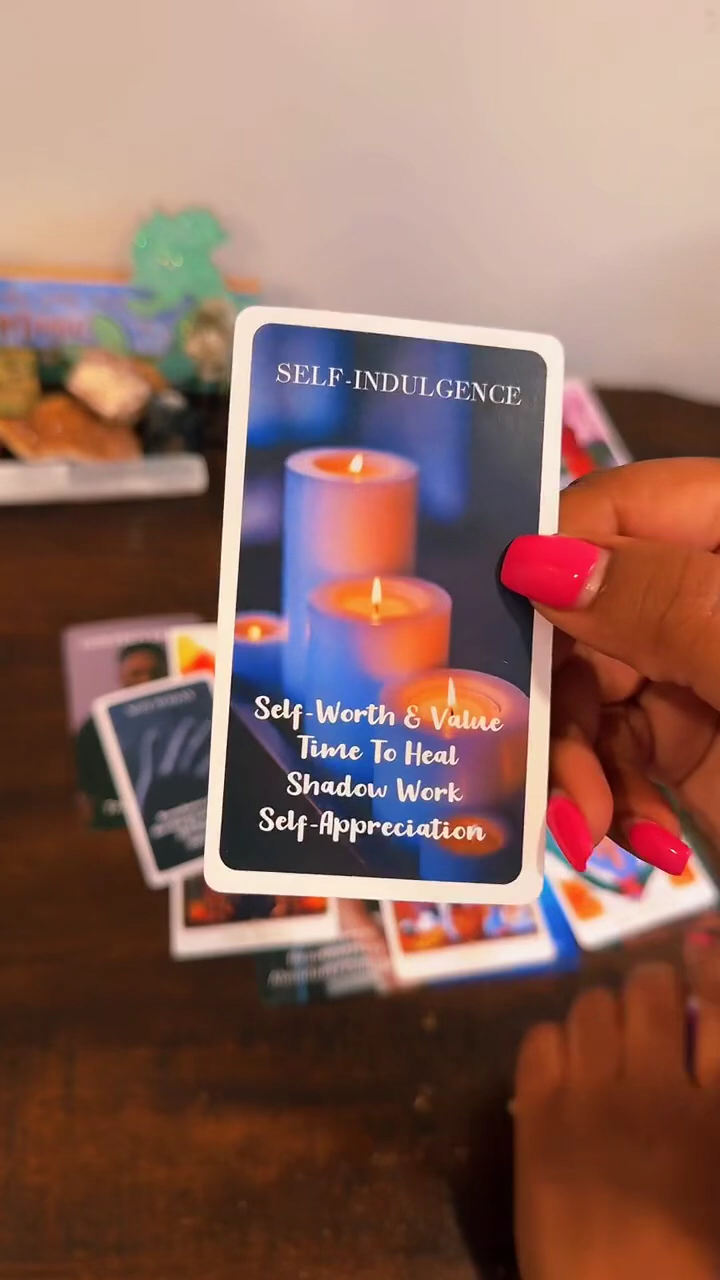 SELF-INDULGENCE
Self-Worth & Value
Time To Heal
Shadow Work
Self-Appreciation